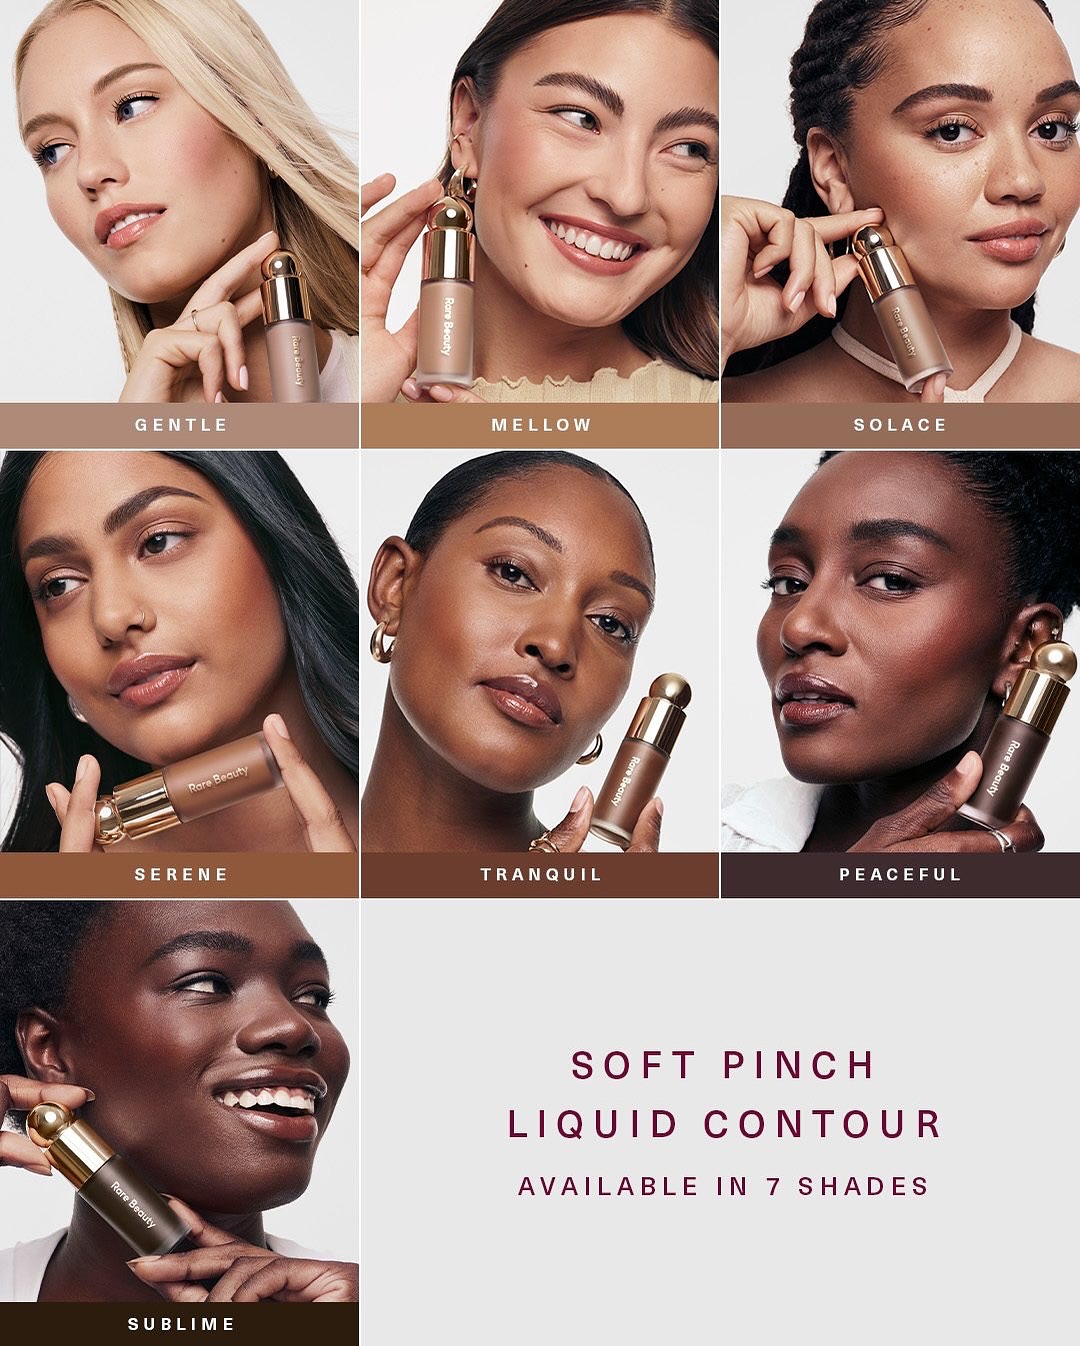 Rare Beauty
Rare Beauty
Rare Beauty
GENTLE
MELLOW
SOLACE
Rare Beauty
Rare Beauty
Rare Beauty
SERENE
TRANQUIL
PEACEFUL
Rare Beauty
SUBLIME
SOFT PINCH
LIQUID CONTOUR
AVAILABLE IN 7 SHADES